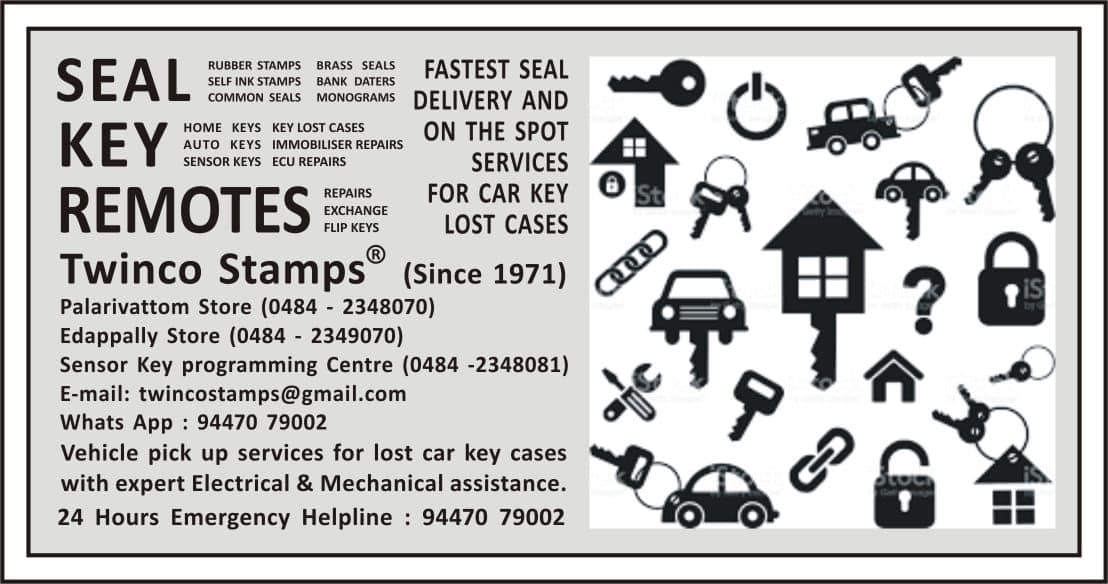 SEAL
RUBBER STAMPS BRASS SEALS
SELF INK STAMPS BANK DATERS
COMMON SEALS MONOGRAMS
KEY
HOME KEYS KEY LOST CASES
AUTO KEYS IMMOBILISER REPAIRS
SENSOR KEYS ECU REPAIRS
REMOTES
REPAIRS
EXCHANGE
FLIP KEYS
FASTEST SEAL
DELIVERY AND
ON THE SPOT
SERVICES
FOR CAR KEY
LOST CASES
Twinco Stamps® (Since 1971)
Palarivattom Store (0484 - 2348070)
Edappally Store (0484 - 2349070)
Sensor Key programming Centre (0484 -2348081)
E-mail: twincostamps@gmail.com
Whats App : 94470 79002
Vehicle pick up services for lost car key cases
with expert Electrical & Mechanical assistance.
24 Hours Emergency Helpline : 94470 79002